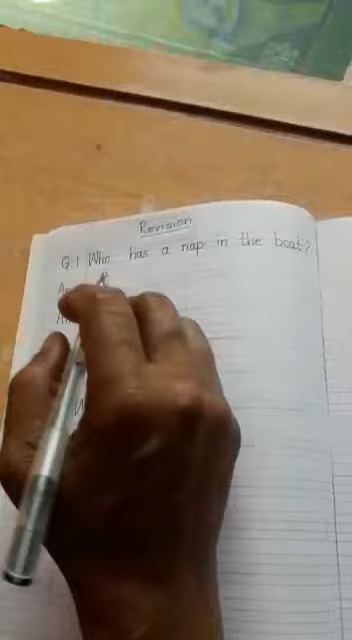 Revision
Q.1 Who has a nap in the boat?